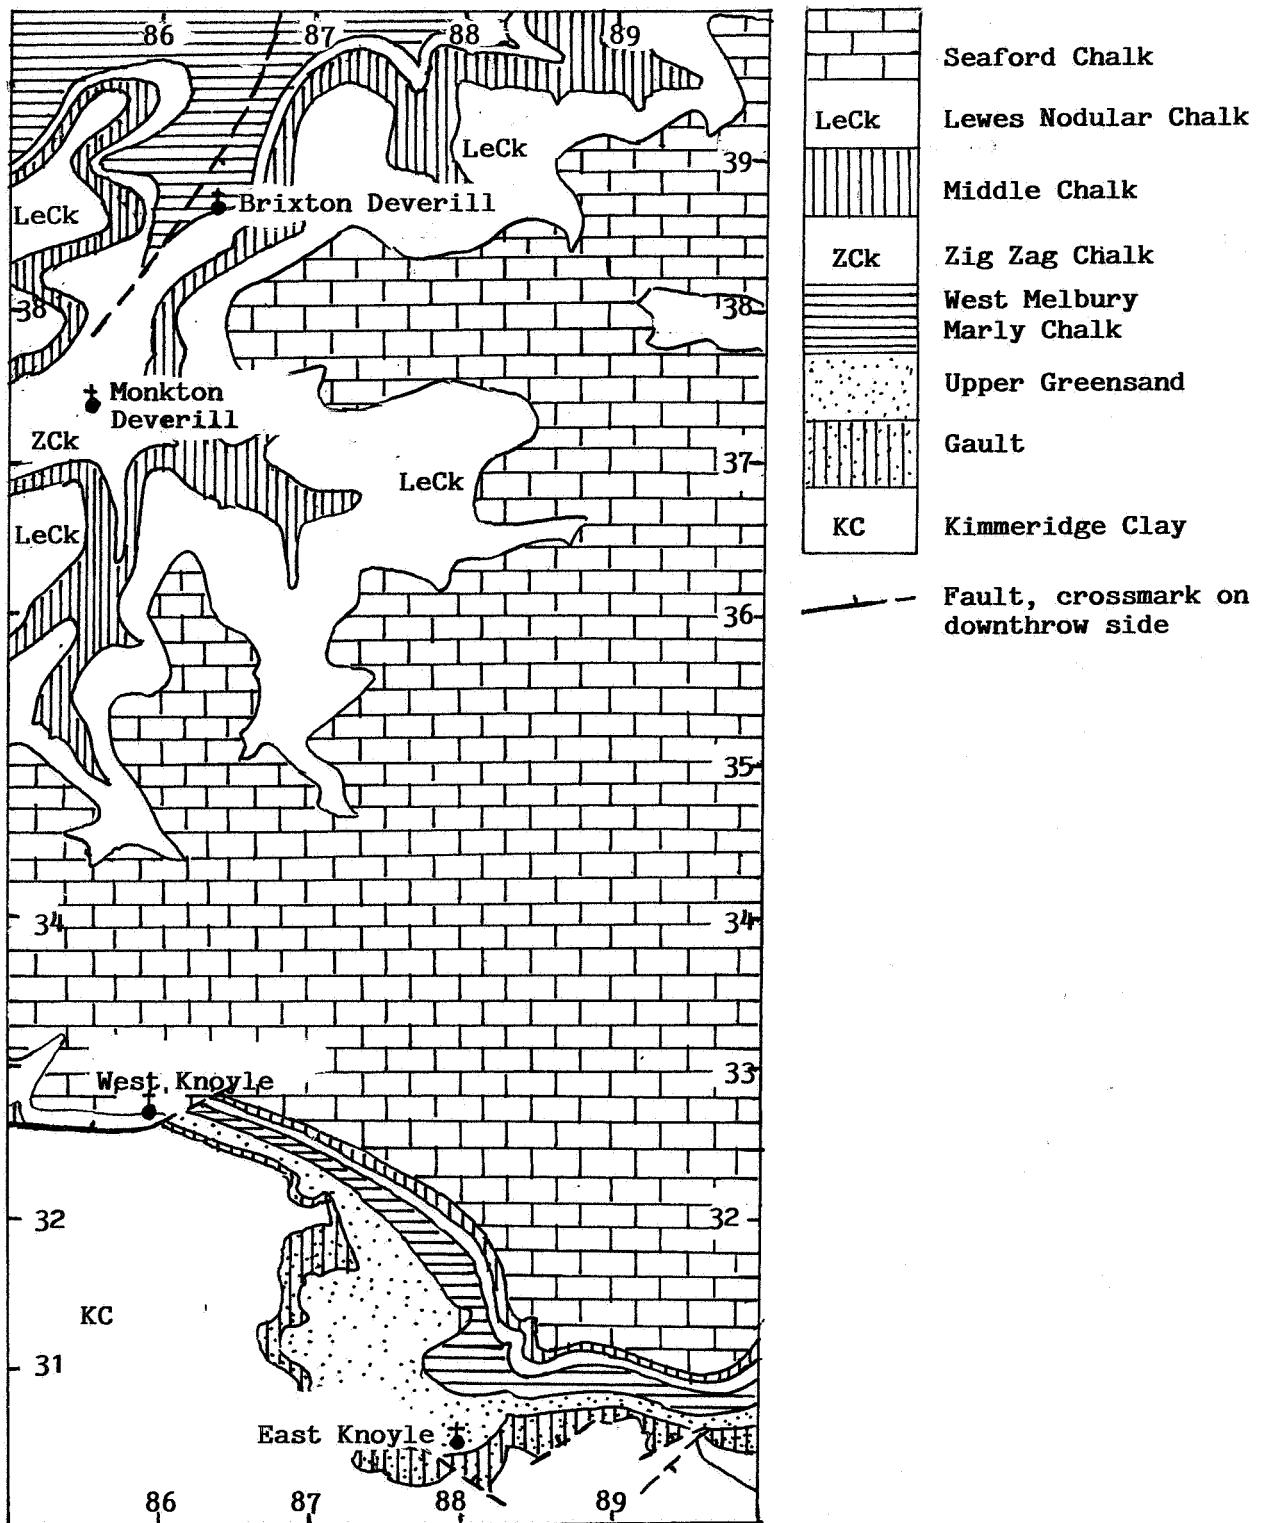 86 87 88 89
LeCk
39
Brixton Deverill
LeCk
38 38
Monkton
Deverill
ZCk
37
LeCk
LeCk
36
35
34 34
33
West Knoyle
32 32
KC
31
East Knoyle
86 87 88 89
Seaford Chalk
LeCk Lewes Nodular Chalk
Middle Chalk
ZCk Zig Zag Chalk
West Melbury
Marly Chalk
Upper Greensand
Gault
KC Kimmeridge Clay
Fault, crossmark on
downthrow side